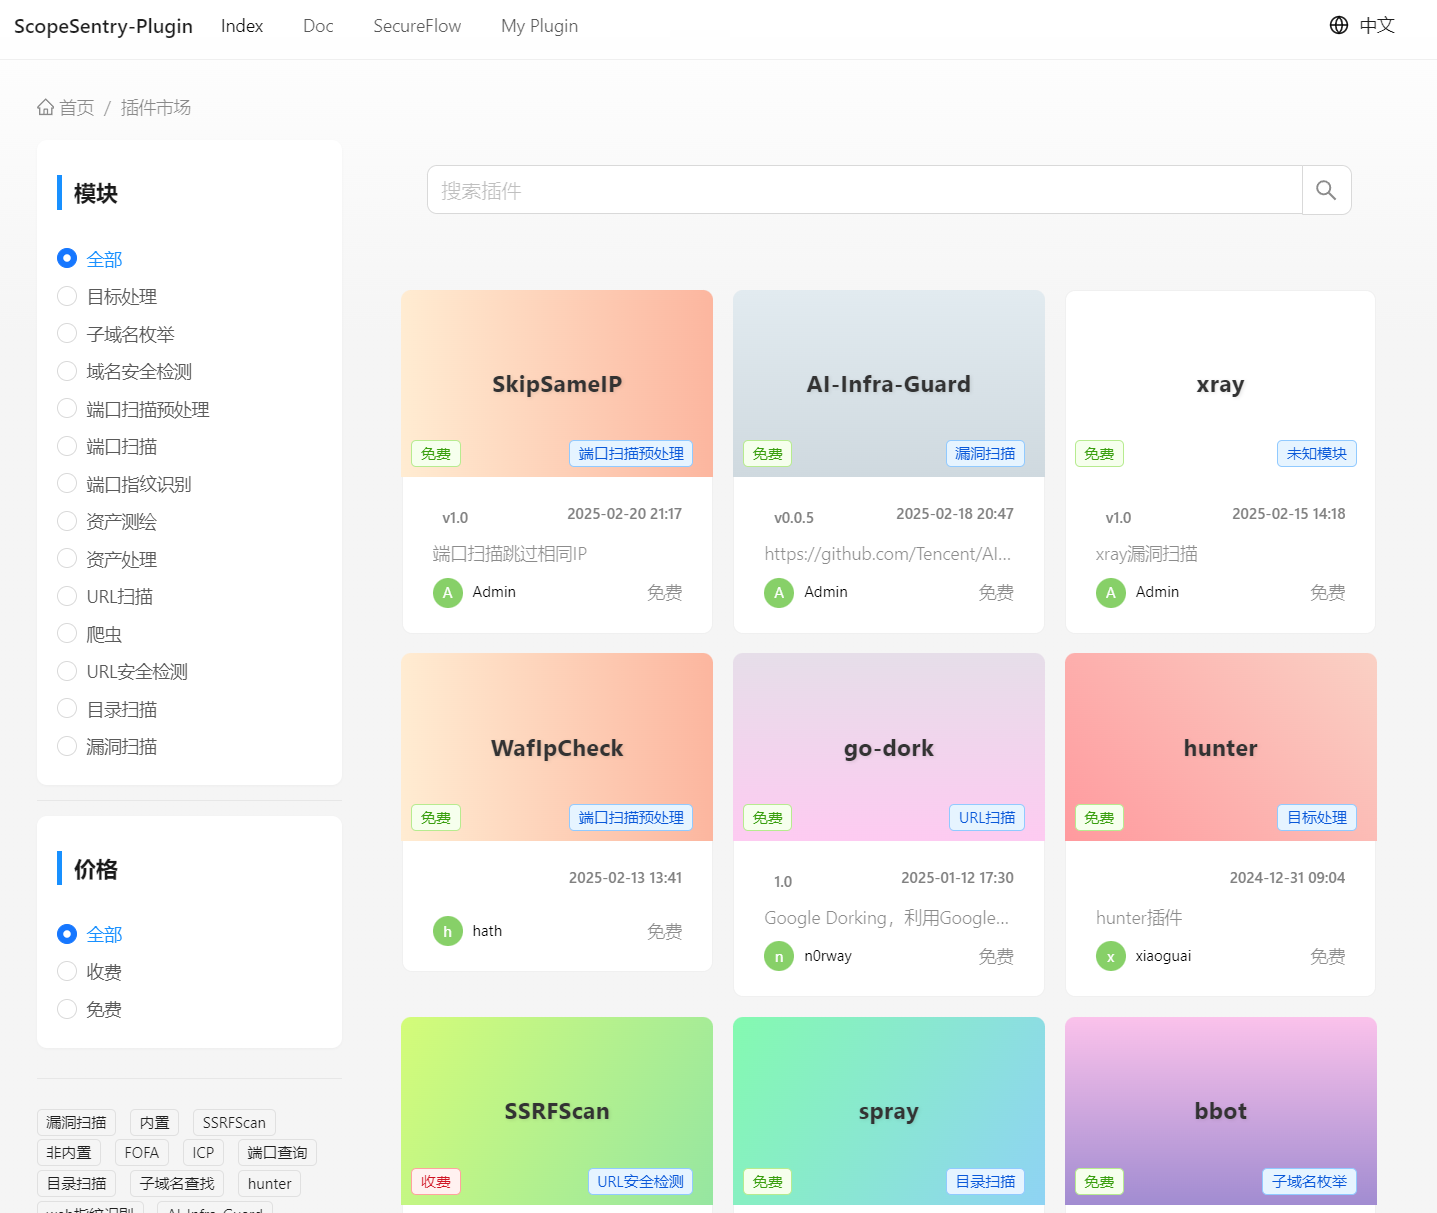 ScopeSentry-Plugin Index Doc SecureFlow My Plugin 中文
首页 / 插件市场
模块
全部
目标处理
子域名枚举
域名安全检测
端口扫描预处理
端口扫描
端口指纹识别
资产测绘
资产处理
URL扫描
爬虫
URL安全检测
目录扫描
漏洞扫描
价格
全部
收费
免费
漏洞扫描 内置 SSRFScan
非内置 FOFA ICP 端口查询
目录扫描 子域名查找 hunter
web指纹识别 AI-Infra-Guard
搜索插件
SkipSameIP
免费 端口扫描预处理
v1.0 2025-02-20 21:17
端口扫描跳过相同IP
A Admin 免费
AI-Infra-Guard
免费 漏洞扫描
v0.0.5 2025-02-18 20:47
https://github.com/Tencent/AI...
A Admin 免费
xray
免费 未知模块
v1.0 2025-02-15 14:18
xray漏洞扫描
A Admin 免费
WafIpCheck
免费 端口扫描预处理
2025-02-13 13:41
h hath 免费
go-dork
免费 URL扫描
1.0 2025-01-12 17:30
Google Dorking，利用Google...
n n0rway 免费
hunter
免费 目标处理
2024-12-31 09:04
hunter插件
x xiaoguai 免费
SSRFScan
收费 URL安全检测
spray
免费 目录扫描
bbot
免费 子域名枚举